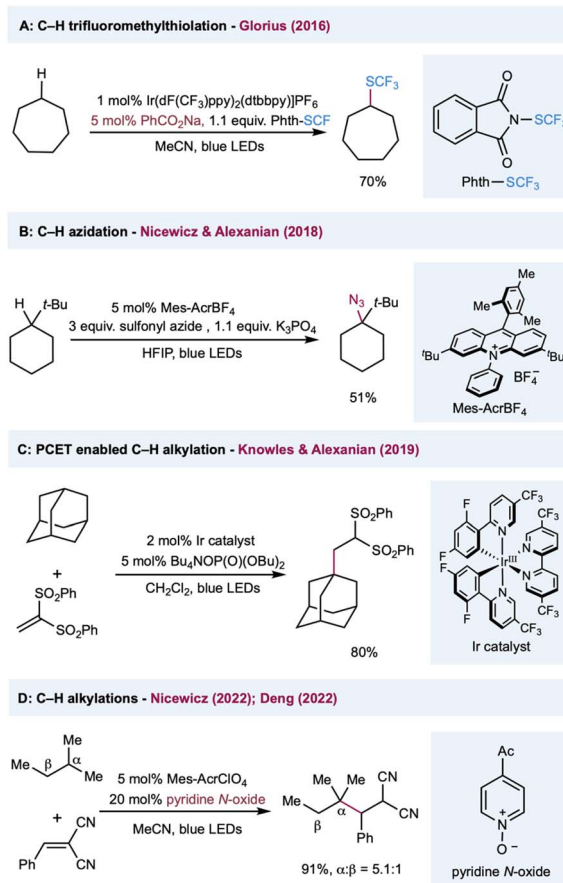 A: C–H trifluoromethylthiolation - Glorius (2016)
H
1 mol% Ir(dF(CF3)ppy)2(dtbbpy)]PF6
5 mol% PhCO2Na, 1.1 equiv. Phth-SCF
MeCN, blue LEDs
SCF3
70%
O
N
SCF3
O
Phth
SCF3
B: C–H azidation - Nicewicz & Alexanian (2018)
H
t-Bu
5 mol% Mes-AcrBF4
3 equiv. sulfonyl azide , 1.1 equiv. K3PO4
HFIP, blue LEDs
N3
t-Bu
51%
Me
Me
Me
tBu
N+
tBu
BF4−
Mes-AcrBF4
C: PCET enabled C–H alkylation - Knowles & Alexanian (2019)
+
SO2Ph
SO2Ph
2 mol% Ir catalyst
5 mol% Bu4NOP(O)(OBu)2
CH2Cl2, blue LEDs
SO2Ph
SO2Ph
80%
CF3
F
CF3
N
N
F
IrIII
F
N
N
F
CF3
CF3
Ir catalyst
D: C–H alkylations - Nicewicz (2022); Deng (2022)
Me
β
α
Me
Me
+
CN
Ph
CN
5 mol% Mes-AcrClO4
20 mol% pyridine N-oxide
MeCN, blue LEDs
Me
Me
CN
Me
α
CN
β
Ph
91%, α:β = 5.1:1
Ac
N+
O−
pyridine N-oxide